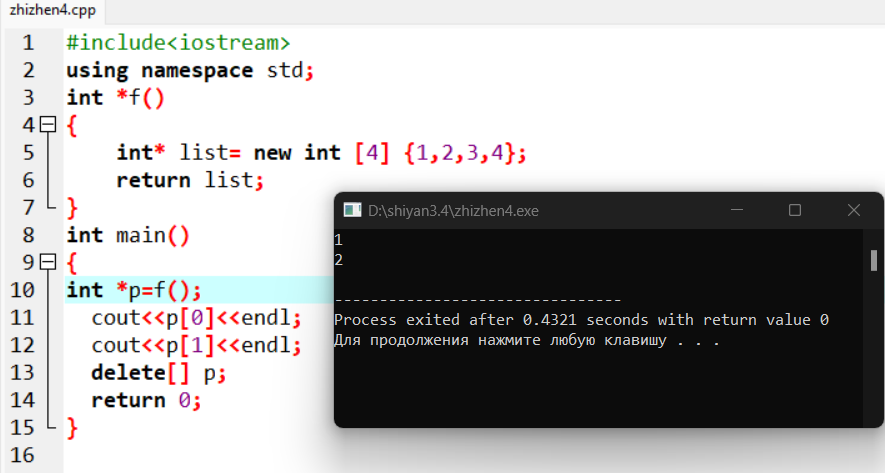 zhizhen4.cpp
1 #include<iostream>
2 using namespace std;
3 int *f()
4 {
5 int* list= new int [4] {1,2,3,4};
6 return list;
7 }
8 int main()
9 {
10 int *p=f();
11 cout<<p[0]<<endl;
12 cout<<p[1]<<endl;
13 delete[] p;
14 return 0;
15 }
16
D:\shiyan3.4\zhizhen4.exe
1
2
--------------------------------
Process exited after 0.4321 seconds with return value 0
Для продолжения нажмите любую клавишу . . .